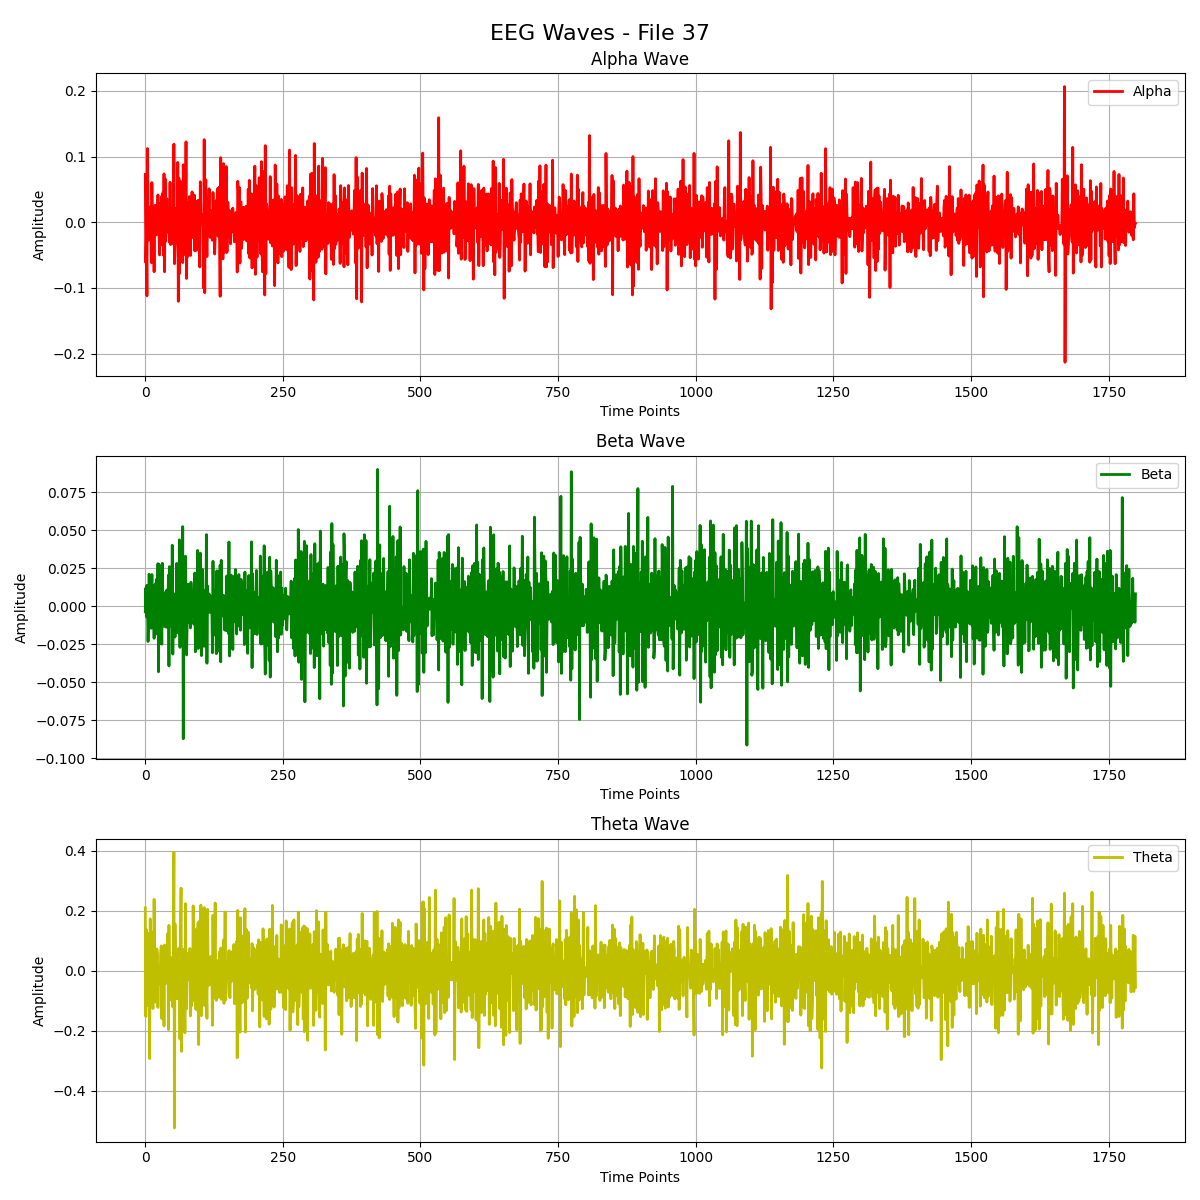 EEG Waves - File 37
Alpha Wave
Alpha
0.2
0.1
0.0
−0.1
−0.2
Amplitude
0 250 500 750 1000 1250 1500 1750
Time Points
Beta Wave
Beta
0.075
0.050
0.025
0.000
−0.025
−0.050
−0.075
−0.100
Amplitude
0 250 500 750 1000 1250 1500 1750
Time Points
Theta Wave
Theta
0.4
0.2
0.0
−0.2
−0.4
Amplitude
0 250 500 750 1000 1250 1500 1750
Time Points